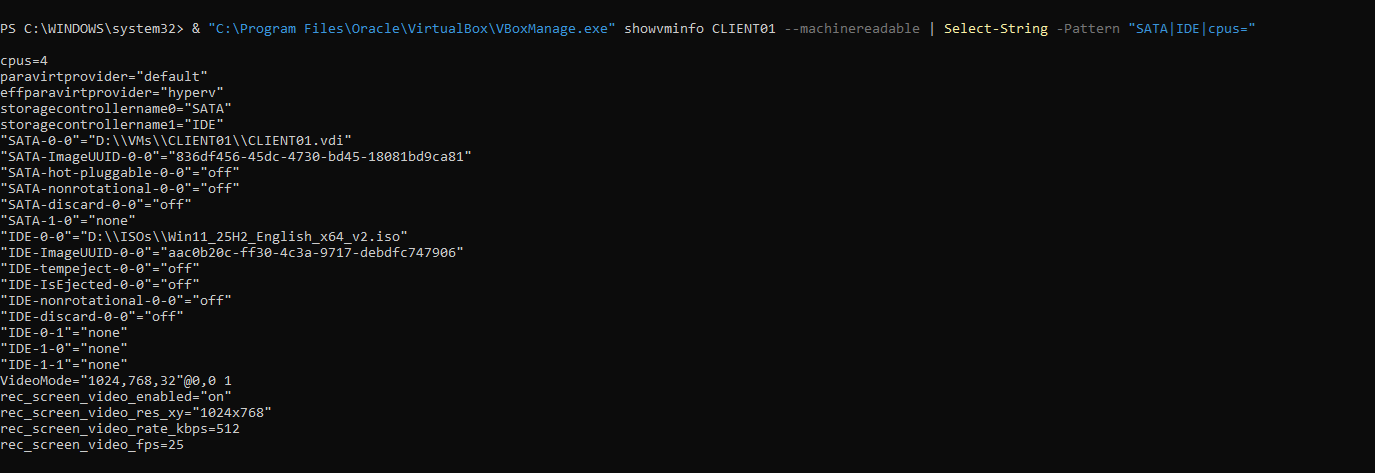 PS C:\WINDOWS\system32> & "C:\Program Files\Oracle\VirtualBox\VBoxManage.exe" showvminfo CLIENT01 --machinereadable | Select-String -Pattern "SATA|IDE|cpus="
cpus=4
paravirtprovider="default"
effparavirtprovider="hyperv"
storagecontrollername0="SATA"
storagecontrollername1="IDE"
"SATA-0-0"="D:\\VMs\\CLIENT01\\CLIENT01.vdi"
"SATA-ImageUUID-0-0"="836df456-45dc-4730-bd45-18081bd9ca81"
"SATA-hot-pluggable-0-0"="off"
"SATA-nonrotational-0-0"="off"
"SATA-discard-0-0"="off"
"SATA-1-0"="none"
"IDE-0-0"="D:\\ISOs\\Win11_25H2_English_x64_v2.iso"
"IDE-ImageUUID-0-0"="aac0b20c-ff30-4c3a-9717-debdfc747906"
"IDE-tempeject-0-0"="off"
"IDE-IsEjected-0-0"="off"
"IDE-nonrotational-0-0"="off"
"IDE-discard-0-0"="off"
"IDE-0-1"="none"
"IDE-1-0"="none"
"IDE-1-1"="none"
VideoMode="1024,768,32"@0,0 1
rec_screen_video_enabled="on"
rec_screen_video_res_xy="1024x768"
rec_screen_video_rate_kbps=512
rec_screen_video_fps=25